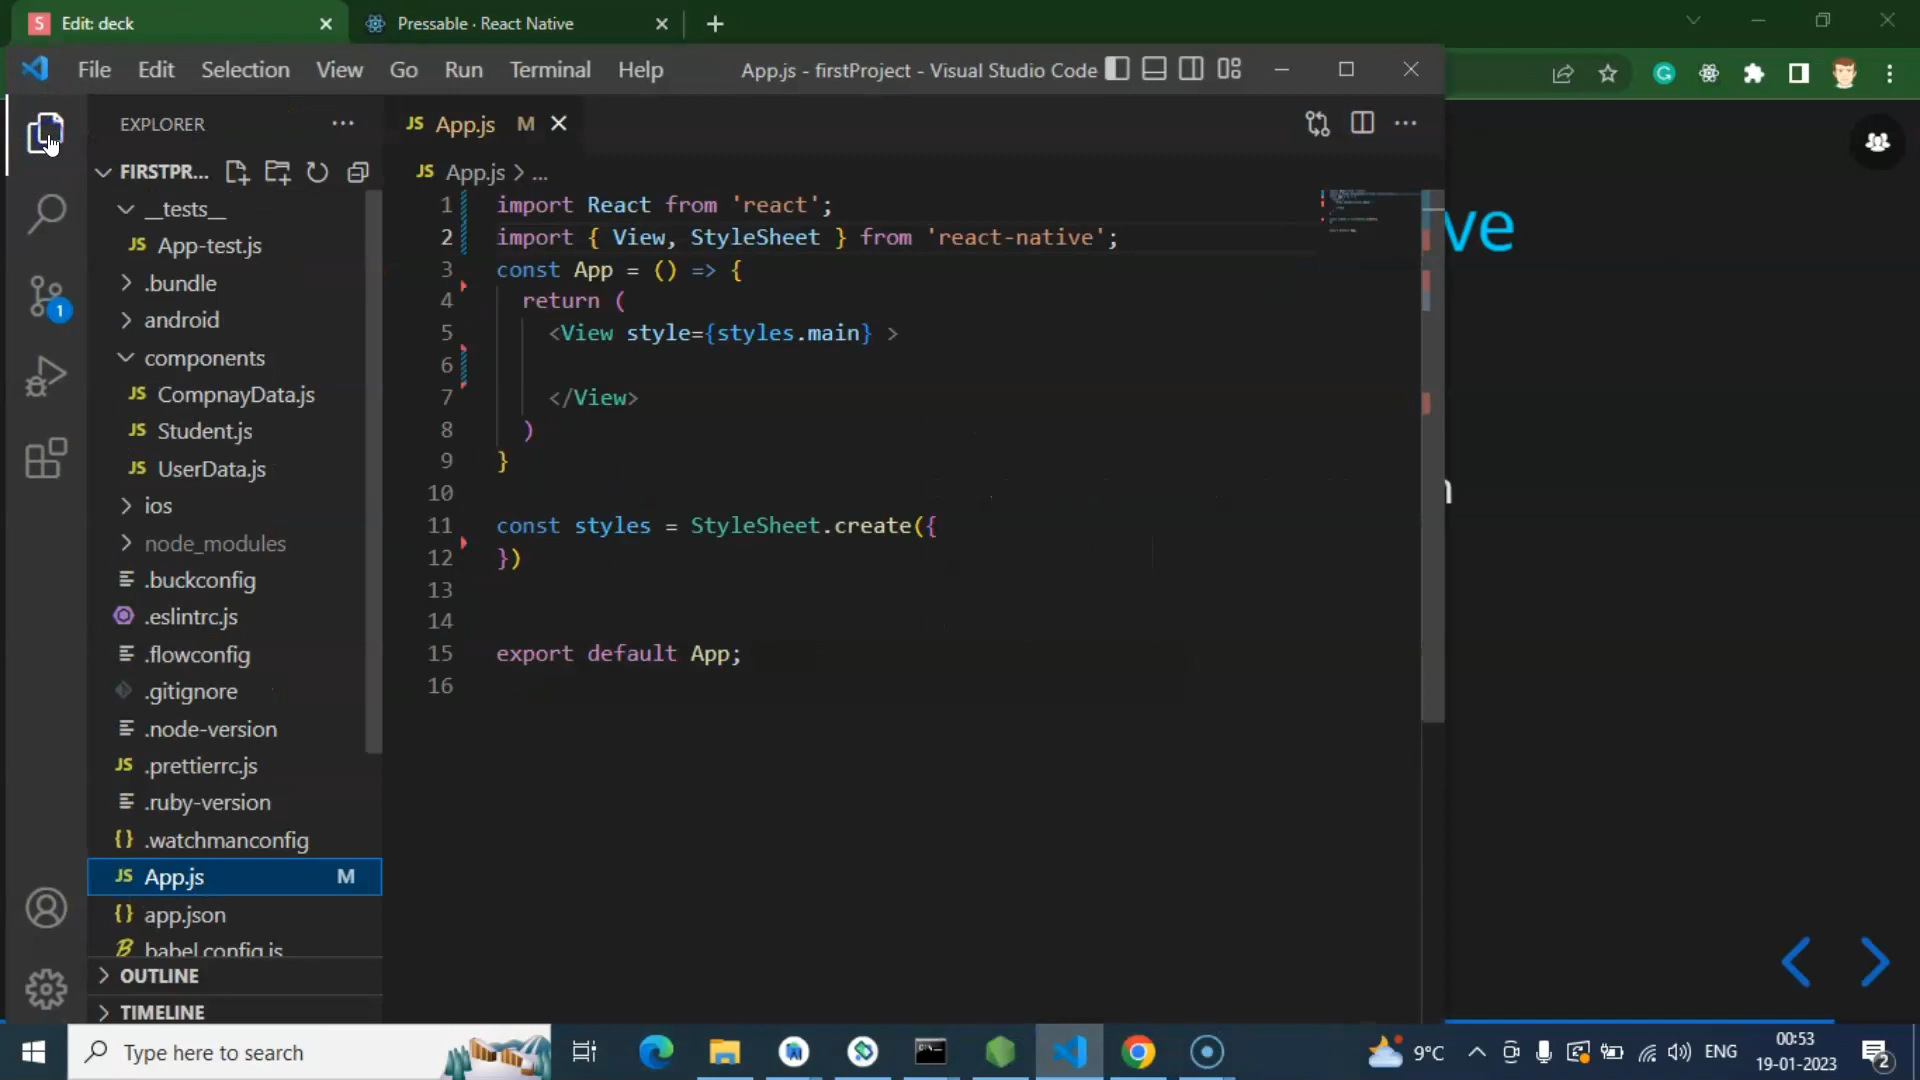 Edit: deck
Pressable · React Native
File Edit Selection View Go Run Terminal Help
App.js - firstProject - Visual Studio Code
EXPLORER
FIRSTPR...
__tests__
JS App-test.js
.bundle
android
components
JS CompnayData.js
JS Student.js
JS UserData.js
ios
node_modules
.buckconfig
.eslintrc.js
.flowconfig
.gitignore
.node-version
JS .prettierrc.js
.ruby-version
{} .watchmanconfig
JS App.js M
{} app.json
babel.config.js
OUTLINE
TIMELINE
1
JS App.js M
JS App.js > ...
1 import React from 'react';
2 import { View, StyleSheet } from 'react-native';
3 const App = () => {
4 return (
5 <View style={styles.main} >
6
7 </View>
8 )
9 }
10
11 const styles = StyleSheet.create({
12 })
13
14
15 export default App;
16
ve
Type here to search
9°C
ENG
00:53
19-01-2023
2